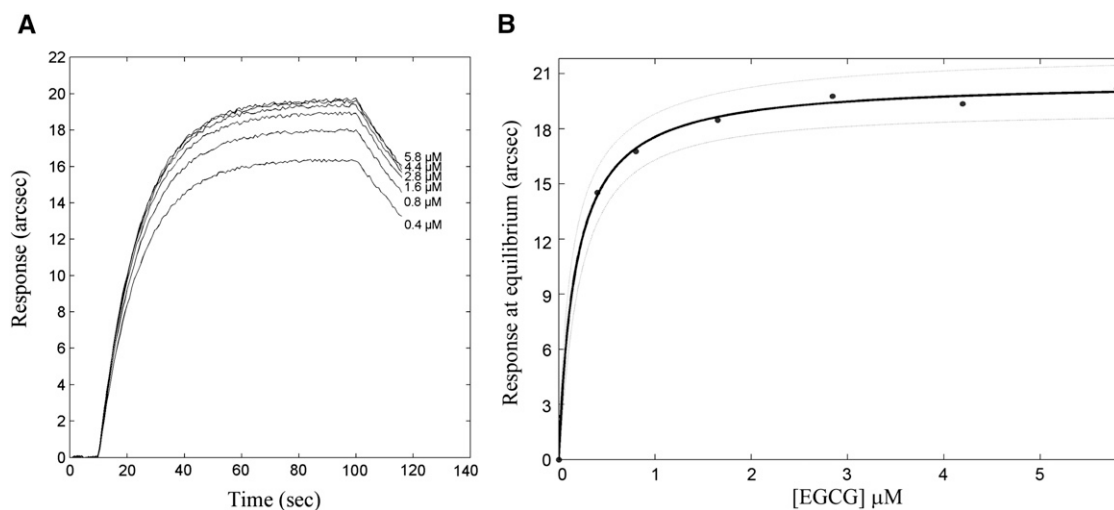 A
Response (arcsec)
22
20
18
16
14
12
10
8
6
4
2
0
5.8 µM
4.4 µM
2.8 µM
1.6 µM
0.8 µM
0.4 µM
0 20 40 60 80 100 120 140
Time (sec)
B
Response at equilibrium (arcsec)
21
18
15
12
9
6
3
0
0 1 2 3 4 5
[EGCG] µM